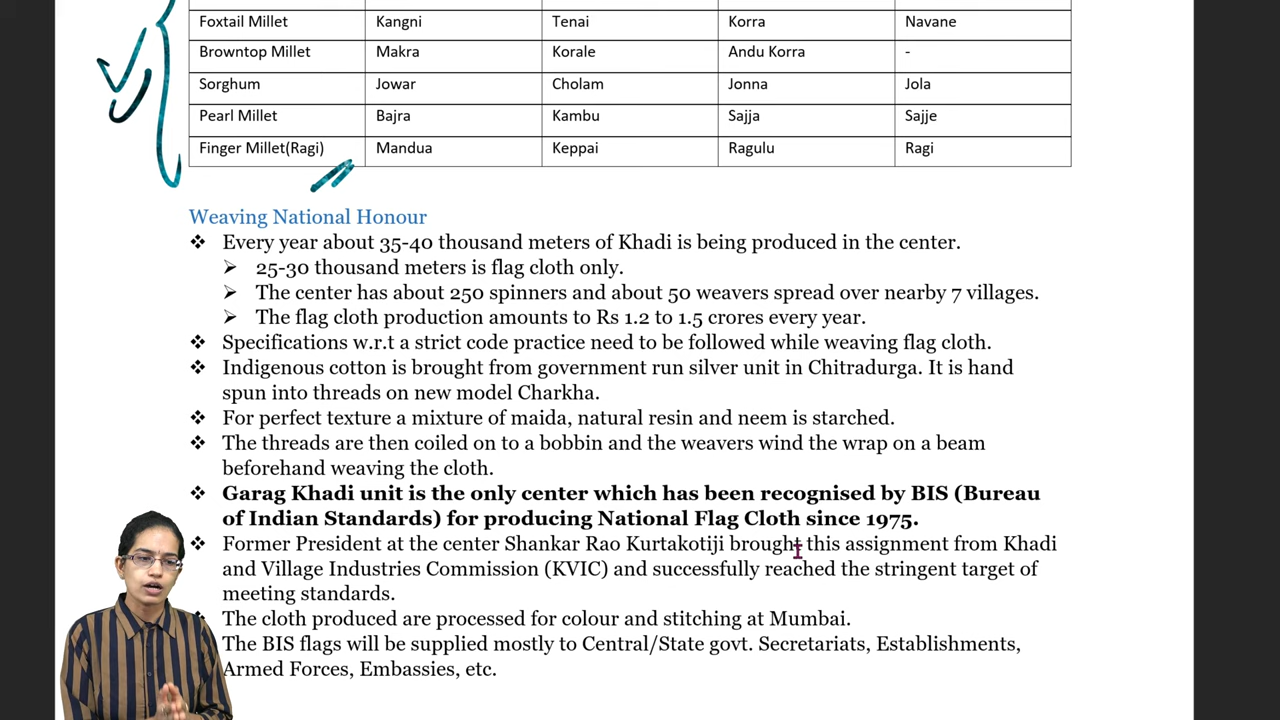 Foxtail Millet Kangni Tenai Korra Navane
Browntop Millet Makra Korale Andu Korra -
Sorghum Jowar Cholam Jonna Jola
Pearl Millet Bajra Kambu Sajja Sajje
Finger Millet(Ragi) Mandua Keppai Ragulu Ragi
Weaving National Honour
❖ Every year about 35-40 thousand meters of Khadi is being produced in the center.
➢ 25-30 thousand meters is flag cloth only.
➢ The center has about 250 spinners and about 50 weavers spread over nearby 7 villages.
➢ The flag cloth production amounts to Rs 1.2 to 1.5 crores every year.
❖ Specifications w.r.t a strict code practice need to be followed while weaving flag cloth.
❖ Indigenous cotton is brought from government run silver unit in Chitradurga. It is hand
spun into threads on new model Charkha.
❖ For perfect texture a mixture of maida, natural resin and neem is starched.
❖ The threads are then coiled on to a bobbin and the weavers wind the wrap on a beam
beforehand weaving the cloth.
❖ Garag Khadi unit is the only center which has been recognised by BIS (Bureau
of Indian Standards) for producing National Flag Cloth since 1975.
❖ Former President at the center Shankar Rao Kurtakotiji brought this assignment from Khadi
and Village Industries Commission (KVIC) and successfully reached the stringent target of
meeting standards.
The cloth produced are processed for colour and stitching at Mumbai.
The BIS flags will be supplied mostly to Central/State govt. Secretariats, Establishments,
Armed Forces, Embassies, etc.